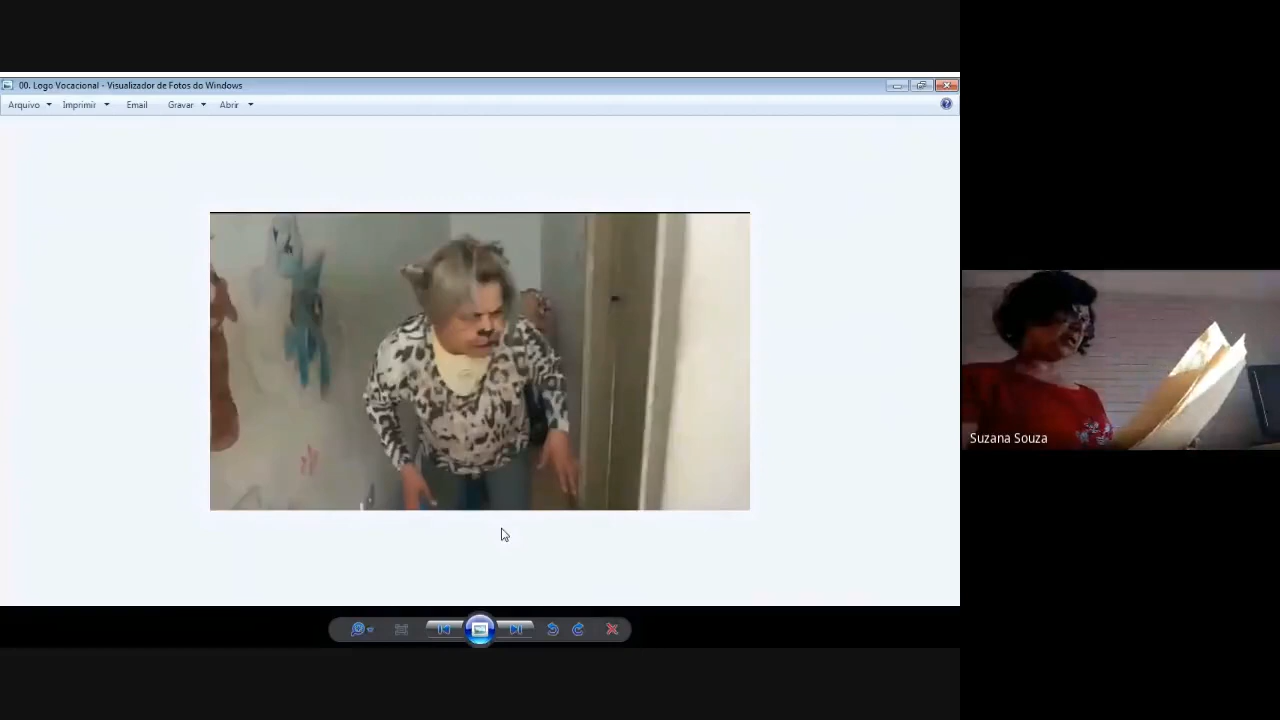 00. Logo Vocacional - Visualizador de Fotos do Windows
Arquivo Imprimir Email Gravar Abrir
Suzana Souza